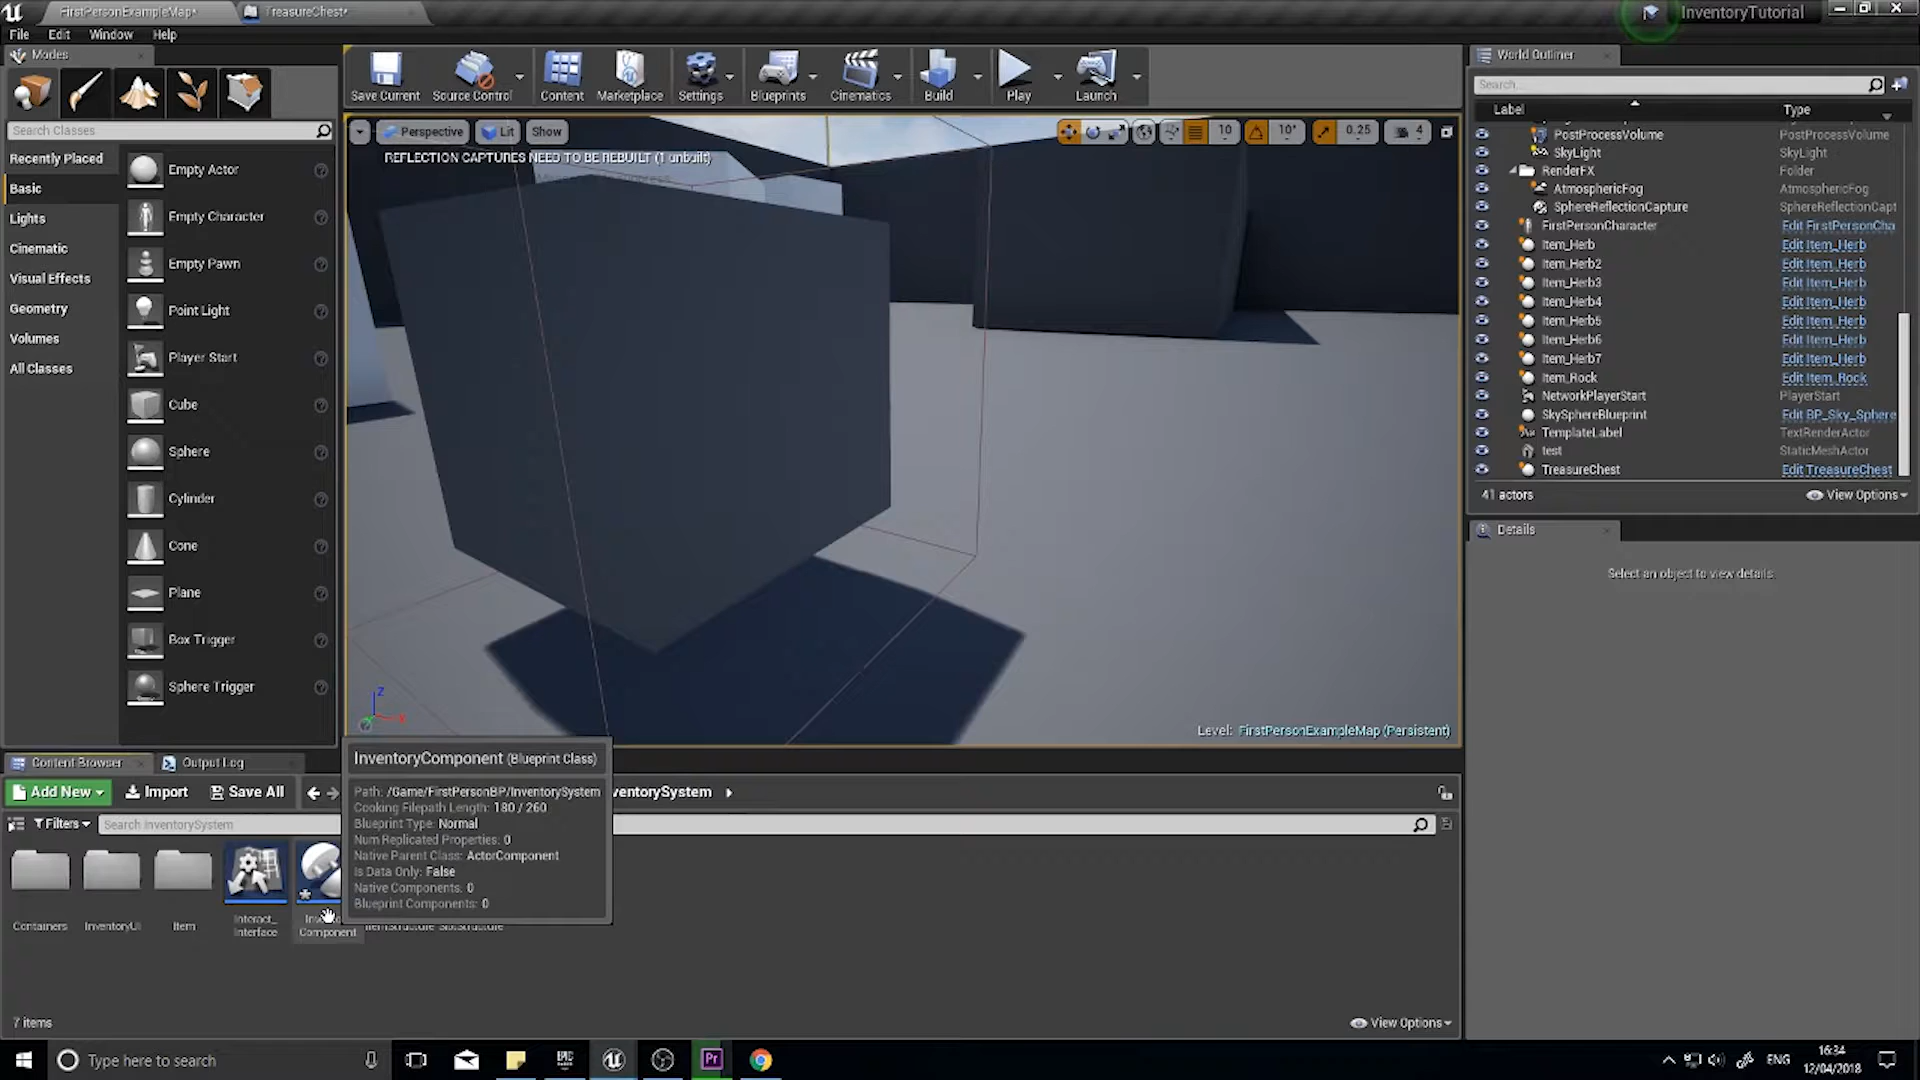 FirstPersonExampleMap*
TreasureChest*
InventoryTutorial
File Edit Window Help
Modes
Search Classes
Recently Placed
Basic
Lights
Cinematic
Visual Effects
Geometry
Volumes
All Classes
Empty Actor
Empty Character
Empty Pawn
Point Light
Player Start
Cube
Sphere
Cylinder
Cone
Plane
Box Trigger
Sphere Trigger
Save Current Source Control Content Marketplace Settings Blueprints Cinematics Build Play Launch
Perspective Lit Show 10 10° 0.25 4
REFLECTION CAPTURES NEED TO BE REBUILT (1 unbuilt)
Z
X
Level: FirstPersonExampleMap (Persistent)
World Outliner
Search...
Label Type
PostProcessVolume PostProcessVolume
SkyLight SkyLight
RenderFX Folder
AtmosphericFog AtmosphericFog
SphereReflectionCapture SphereReflectionCapt
FirstPersonCharacter Edit FirstPersonCha
Item_Herb Edit Item_Herb
Item_Herb2 Edit Item_Herb
Item_Herb3 Edit Item_Herb
Item_Herb4 Edit Item_Herb
Item_Herb5 Edit Item_Herb
Item_Herb6 Edit Item_Herb
Item_Herb7 Edit Item_Herb
Item_Rock Edit Item_Rock
NetworkPlayerStart PlayerStart
SkySphereBlueprint Edit BP_Sky_Sphere
TemplateLabel TextRenderActor
test StaticMeshActor
TreasureChest Edit TreasureChest
41 actors View Options
Details
Select an object to view details.
Content Browser Output Log
Add New Import Save All ventorySystem
Filters Search InventorySystem
InventoryComponent (Blueprint Class)
Path: /Game/FirstPersonBP/InventorySystem
Cooking Filepath Length: 180 / 260
Blueprint Type: Normal
Num Replicated Properties: 0
Native Parent Class: ActorComponent
Is Data Only: False
Native Components: 0
Blueprint Components: 0
Containers
InventoryUI
Item
Interact_
Interface
Component
7 items View Options
Type here to search
EPIC
Pr
ENG
16:34
12/04/2018